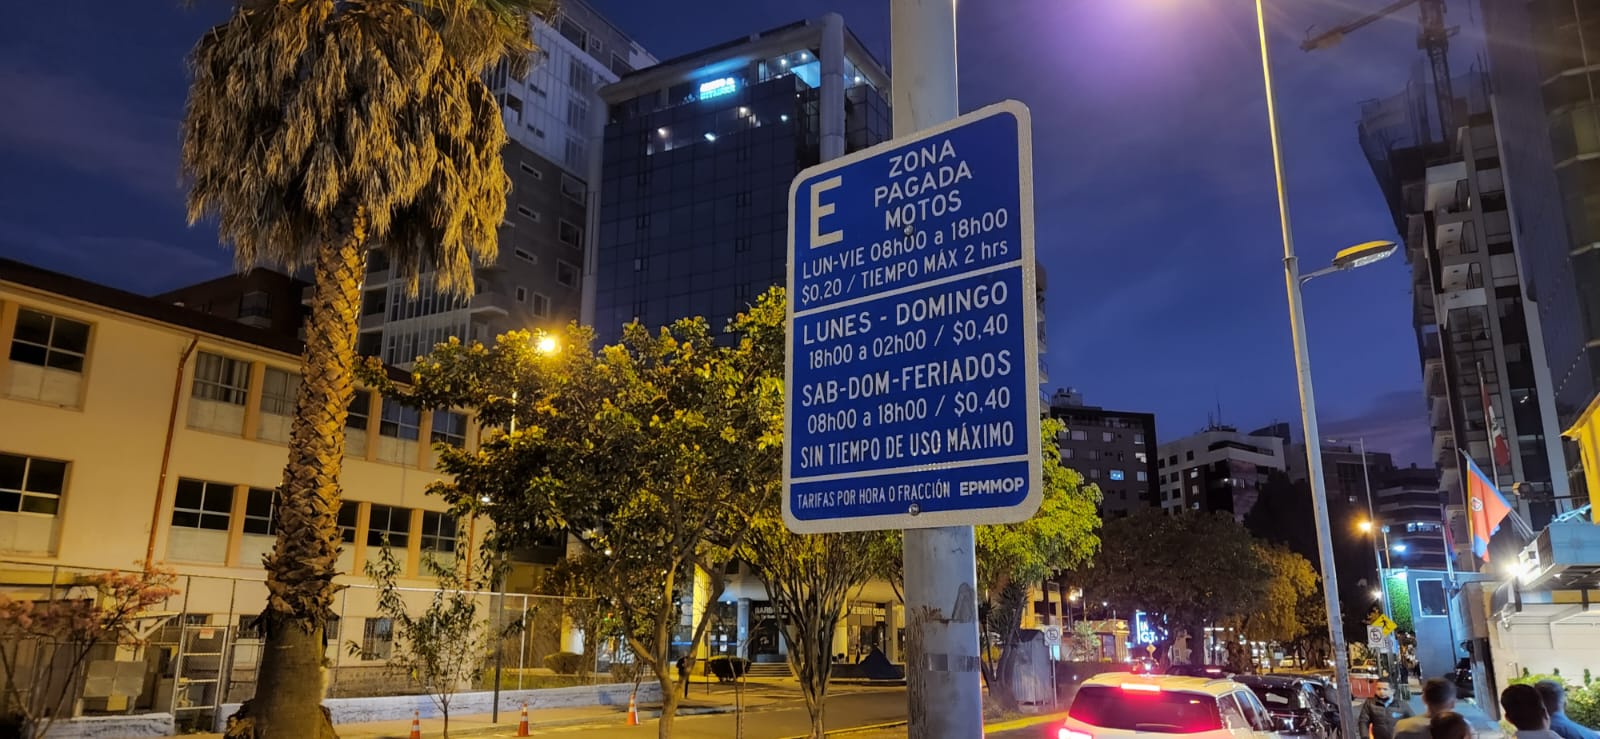 E
ZONA
PAGADA
MOTOS
LUN-VIE 08h00 a 18h00
$0,20 / TIEMPO MÁX 2 hrs
LUNES - DOMINGO
18h00 a 02h00 / $0,40
SAB-DOM-FERIADOS
08h00 a 18h00 / $0,40
SIN TIEMPO DE USO MÁXIMO
TARIFAS POR HORA O FRACCIÓN EPMMOP